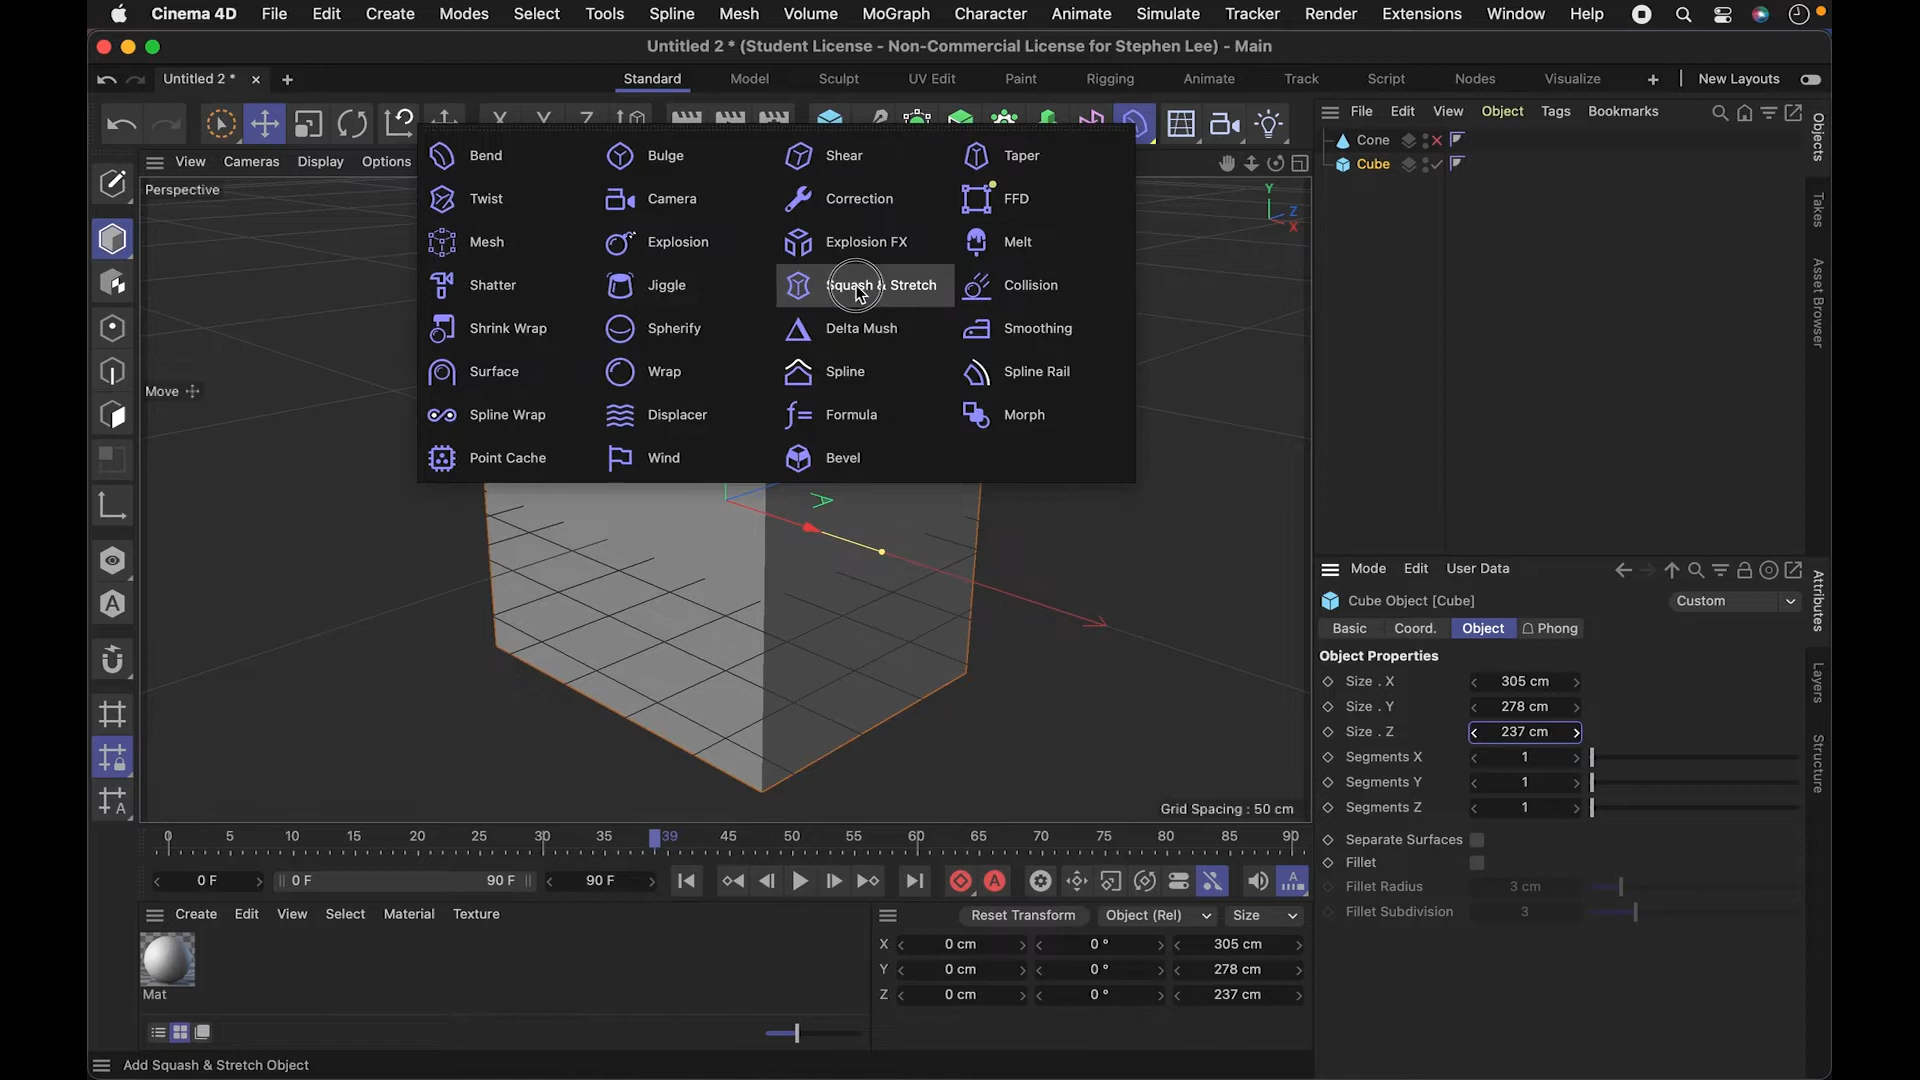 Cinema 4D File Edit Create Modes Select Tools Spline Mesh Volume MoGraph Character Animate Simulate Tracker Render Extensions Window Help
Untitled 2 * (Student License - Non-Commercial License for Stephen Lee) - Main
Untitled 2 * Standard Model Sculpt UV Edit Paint Rigging Animate Track Script Nodes Visualize New Layouts
File Edit View Object Tags Bookmarks
View Cameras Display Options
Perspective
Bend Bulge Shear Taper
Twist Camera Correction FFD
Mesh Explosion Explosion FX Melt
Shatter Jiggle Squash & Stretch Collision
Shrink Wrap Spherify Delta Mush Smoothing
Surface Wrap Spline Spline Rail
Spline Wrap Displacer Formula Morph
Point Cache Wind Bevel
Y
Z
X
Move
Grid Spacing : 50 cm
Cone
Cube
Objects
Takes
Asset Browser
Attributes
Layers
Structure
Mode Edit User Data
Cube Object [Cube] Custom
Basic Coord. Object Phong
Object Properties
Size . X 305 cm
Size . Y 278 cm
Size . Z 237 cm
Segments X 1
Segments Y 1
Segments Z 1
Separate Surfaces
Fillet
Fillet Radius 3 cm
Fillet Subdivision 3
0 5 10 15 20 25 30 35 39 45 50 55 60 65 70 75 80 85 90
0 F 0 F 90 F 90 F
Create Edit View Select Material Texture
Mat
Reset Transform Object (Rel) Size
X 0 cm 0 ° 305 cm
Y 0 cm 0 ° 278 cm
Z 0 cm 0 ° 237 cm
Add Squash & Stretch Object